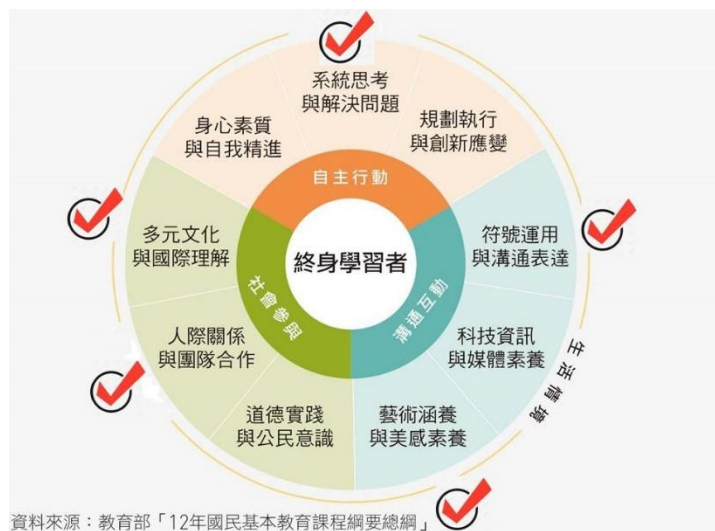 系統思考
與解決問題
規劃執行
與創新應變
身心素質
與自我精進
自主行動
多元文化
與國際理解
終身學習者
符號運用
與溝通表達
社會參與
溝通互動
人際關係
與團隊合作
科技資訊
與媒體素養
生活情境
道德實踐
與公民意識
藝術涵養
與美感素養
資料來源：教育部「12年國民基本教育課程綱要總綱」